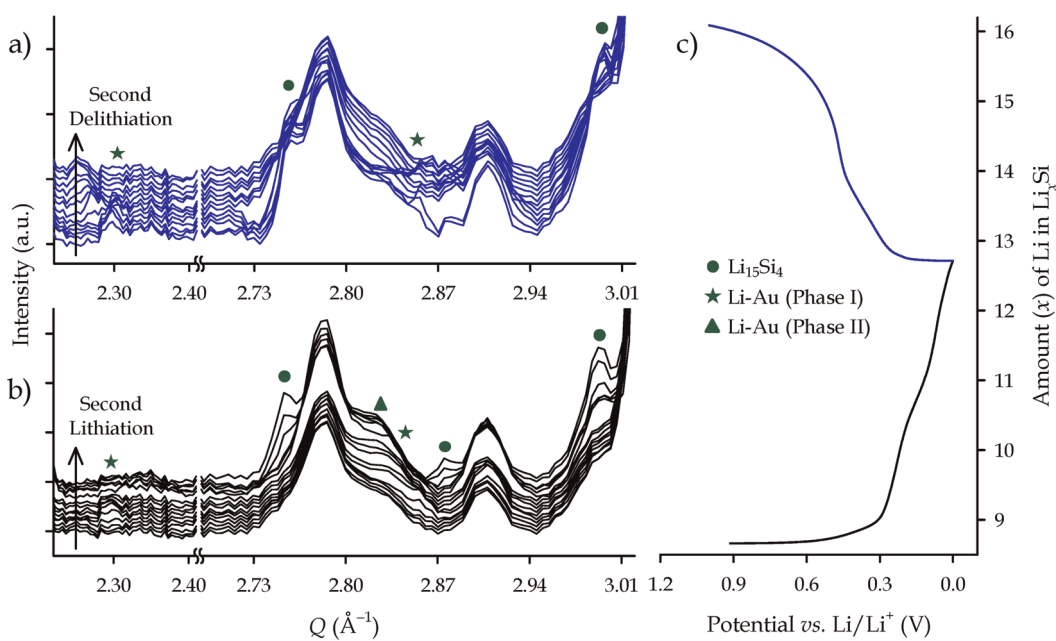 a)
Second
Delithiation
2.30 2.40 2.73 2.80 2.87 2.94 3.01
Intensity (a.u.)
b)
Second
Lithiation
2.30 2.40 2.73 2.80 2.87 2.94 3.01
Q (Å⁻¹)
c)
Li₁₅Si₄
Li-Au (Phase I)
Li-Au (Phase II)
16
15
14
13
12
11
10
9
Amount (x) of Li in LiₓSi
1.2 0.9 0.6 0.3 0.0
Potential vs. Li/Li⁺ (V)